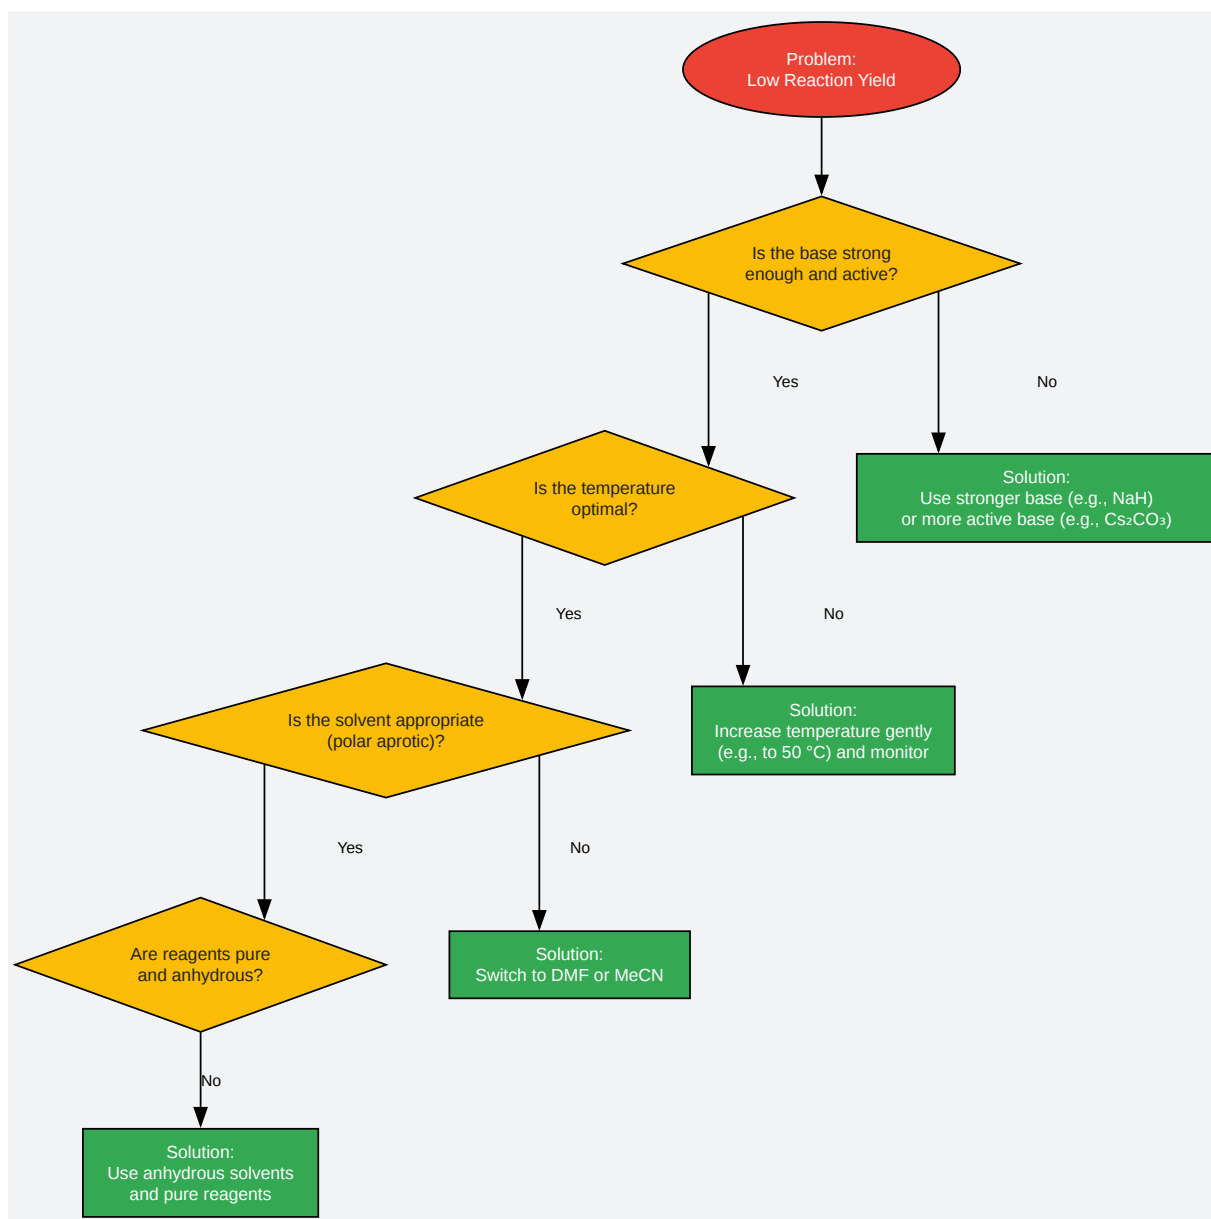 Problem:
Low Reaction Yield
Is the base strong
enough and active?
Yes
No
Is the temperature
optimal?
Solution:
Use stronger base (e.g., NaH)
or more active base (e.g., Cs₂CO₃)
Yes
No
Is the solvent appropriate
(polar aprotic)?
Solution:
Increase temperature gently
(e.g., to 50 °C) and monitor
Yes
No
Are reagents pure
and anhydrous?
Solution:
Switch to DMF or MeCN
No
Solution:
Use anhydrous solvents
and pure reagents